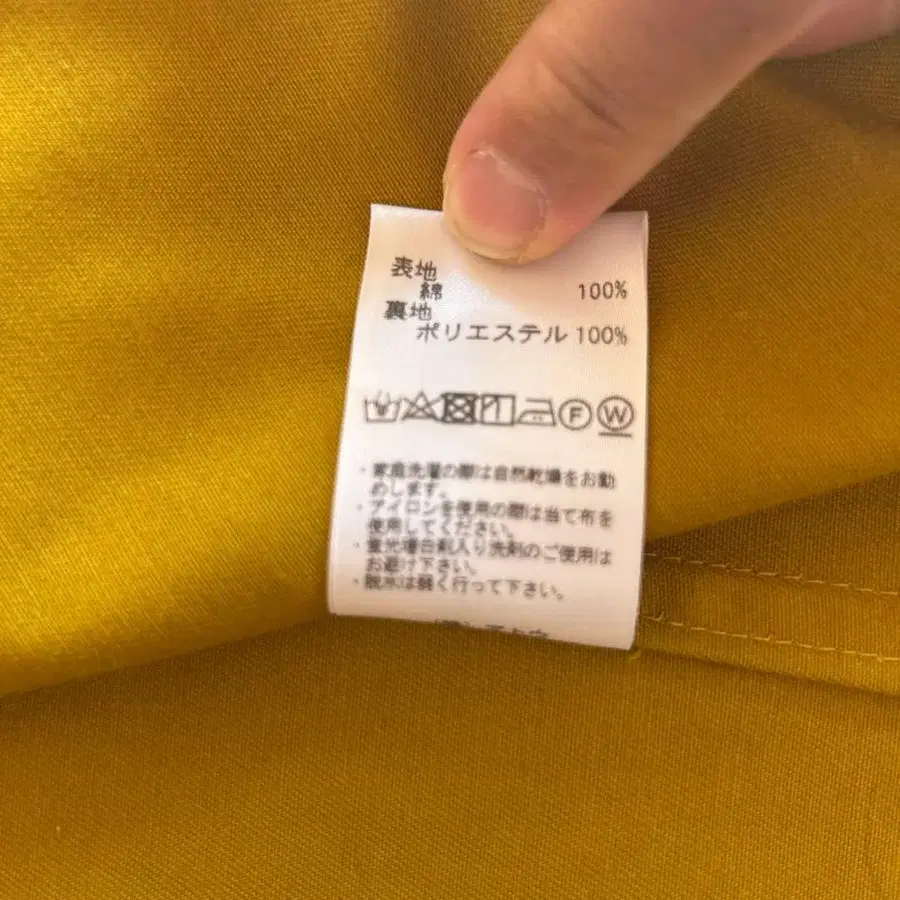 表地
綿 100%
裏地
ポリエステル 100%
F W
・家庭洗濯の際は自然乾燥をお勧
めします。
・アイロンを使用の際は当て布を
使用してください。
・蛍光増白剤入り洗剤のご使用は
お避け下さい。
・脱水は弱く行って下さい。